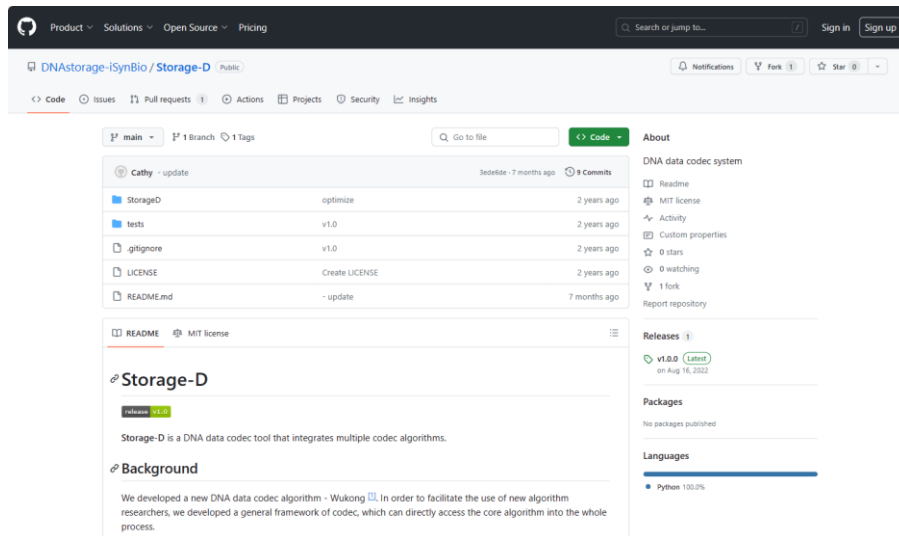 Product Solutions Open Source Pricing Search or jump to... / Sign in Sign up
DNAstorage-iSynBio / Storage-D Public Notifications Fork 1 Star 0
Code Issues Pull requests 1 Actions Projects Security Insights
main 1 Branch 1 Tags Go to file Code About
DNA data codec system
Cathy - update 3ede6de · 7 months ago 9 Commits
Readme
StorageD optimize 2 years ago
MIT license
Activity
tests v1.0 2 years ago
Custom properties
.gitignore v1.0 2 years ago
0 stars
LICENSE Create LICENSE 2 years ago
0 watching
1 fork
README.md - update 7 months ago
Report repository
README MIT license
Releases 1
v1.0.0 Latest
on Aug 16, 2022
Storage-D
release v1.0
Packages
No packages published
Storage-D is a DNA data codec tool that integrates multiple codec algorithms.
Languages
Background
Python 100.0%
We developed a new DNA data codec algorithm - Wukong [1]. In order to facilitate the use of new algorithm
researchers, we developed a general framework of codec, which can directly access the core algorithm into the whole
process.